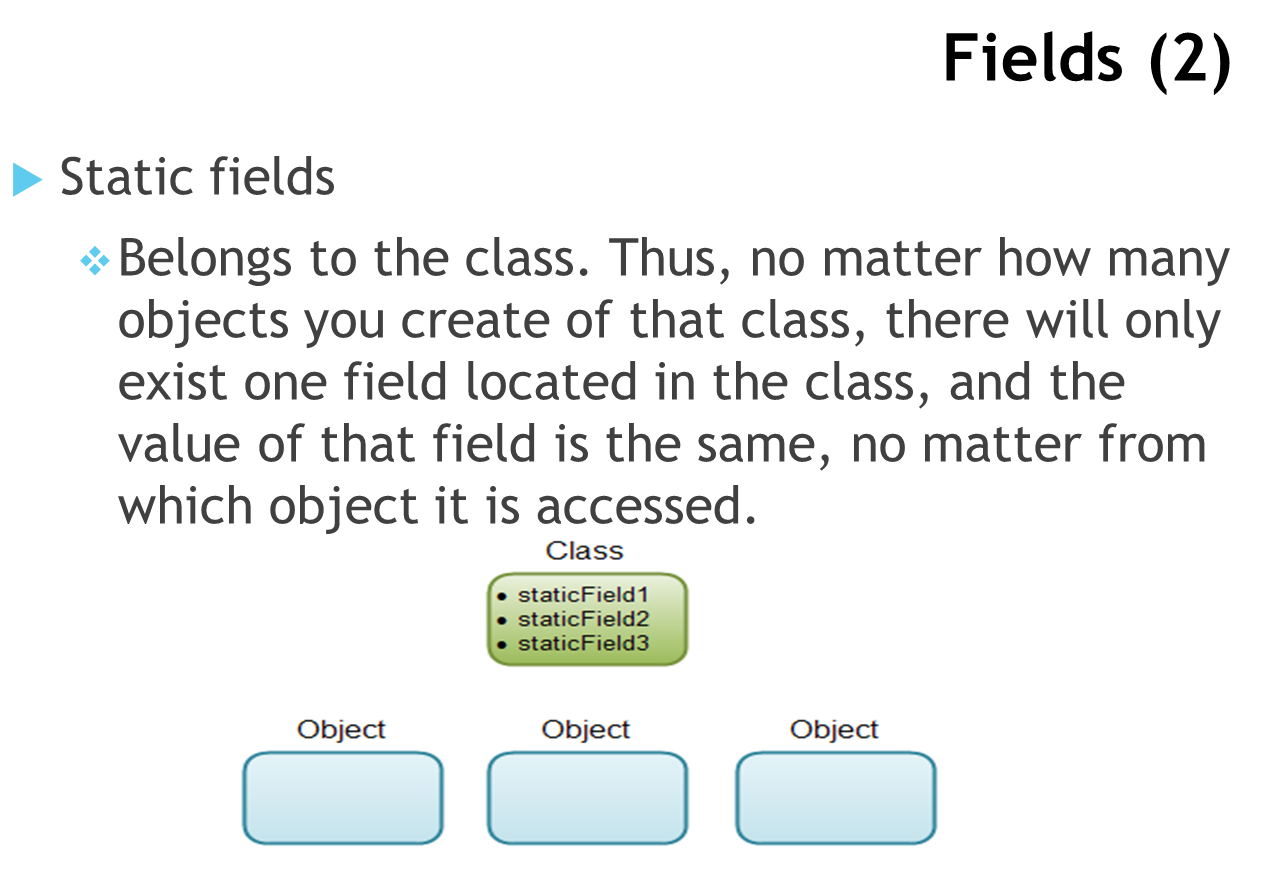 Fields (2)
Static fields
Belongs to the class. Thus, no matter how many
objects you create of that class, there will only
exist one field located in the class, and the
value of that field is the same, no matter from
which object it is accessed.
Class
• staticField1
• staticField2
• staticField3
Object Object Object